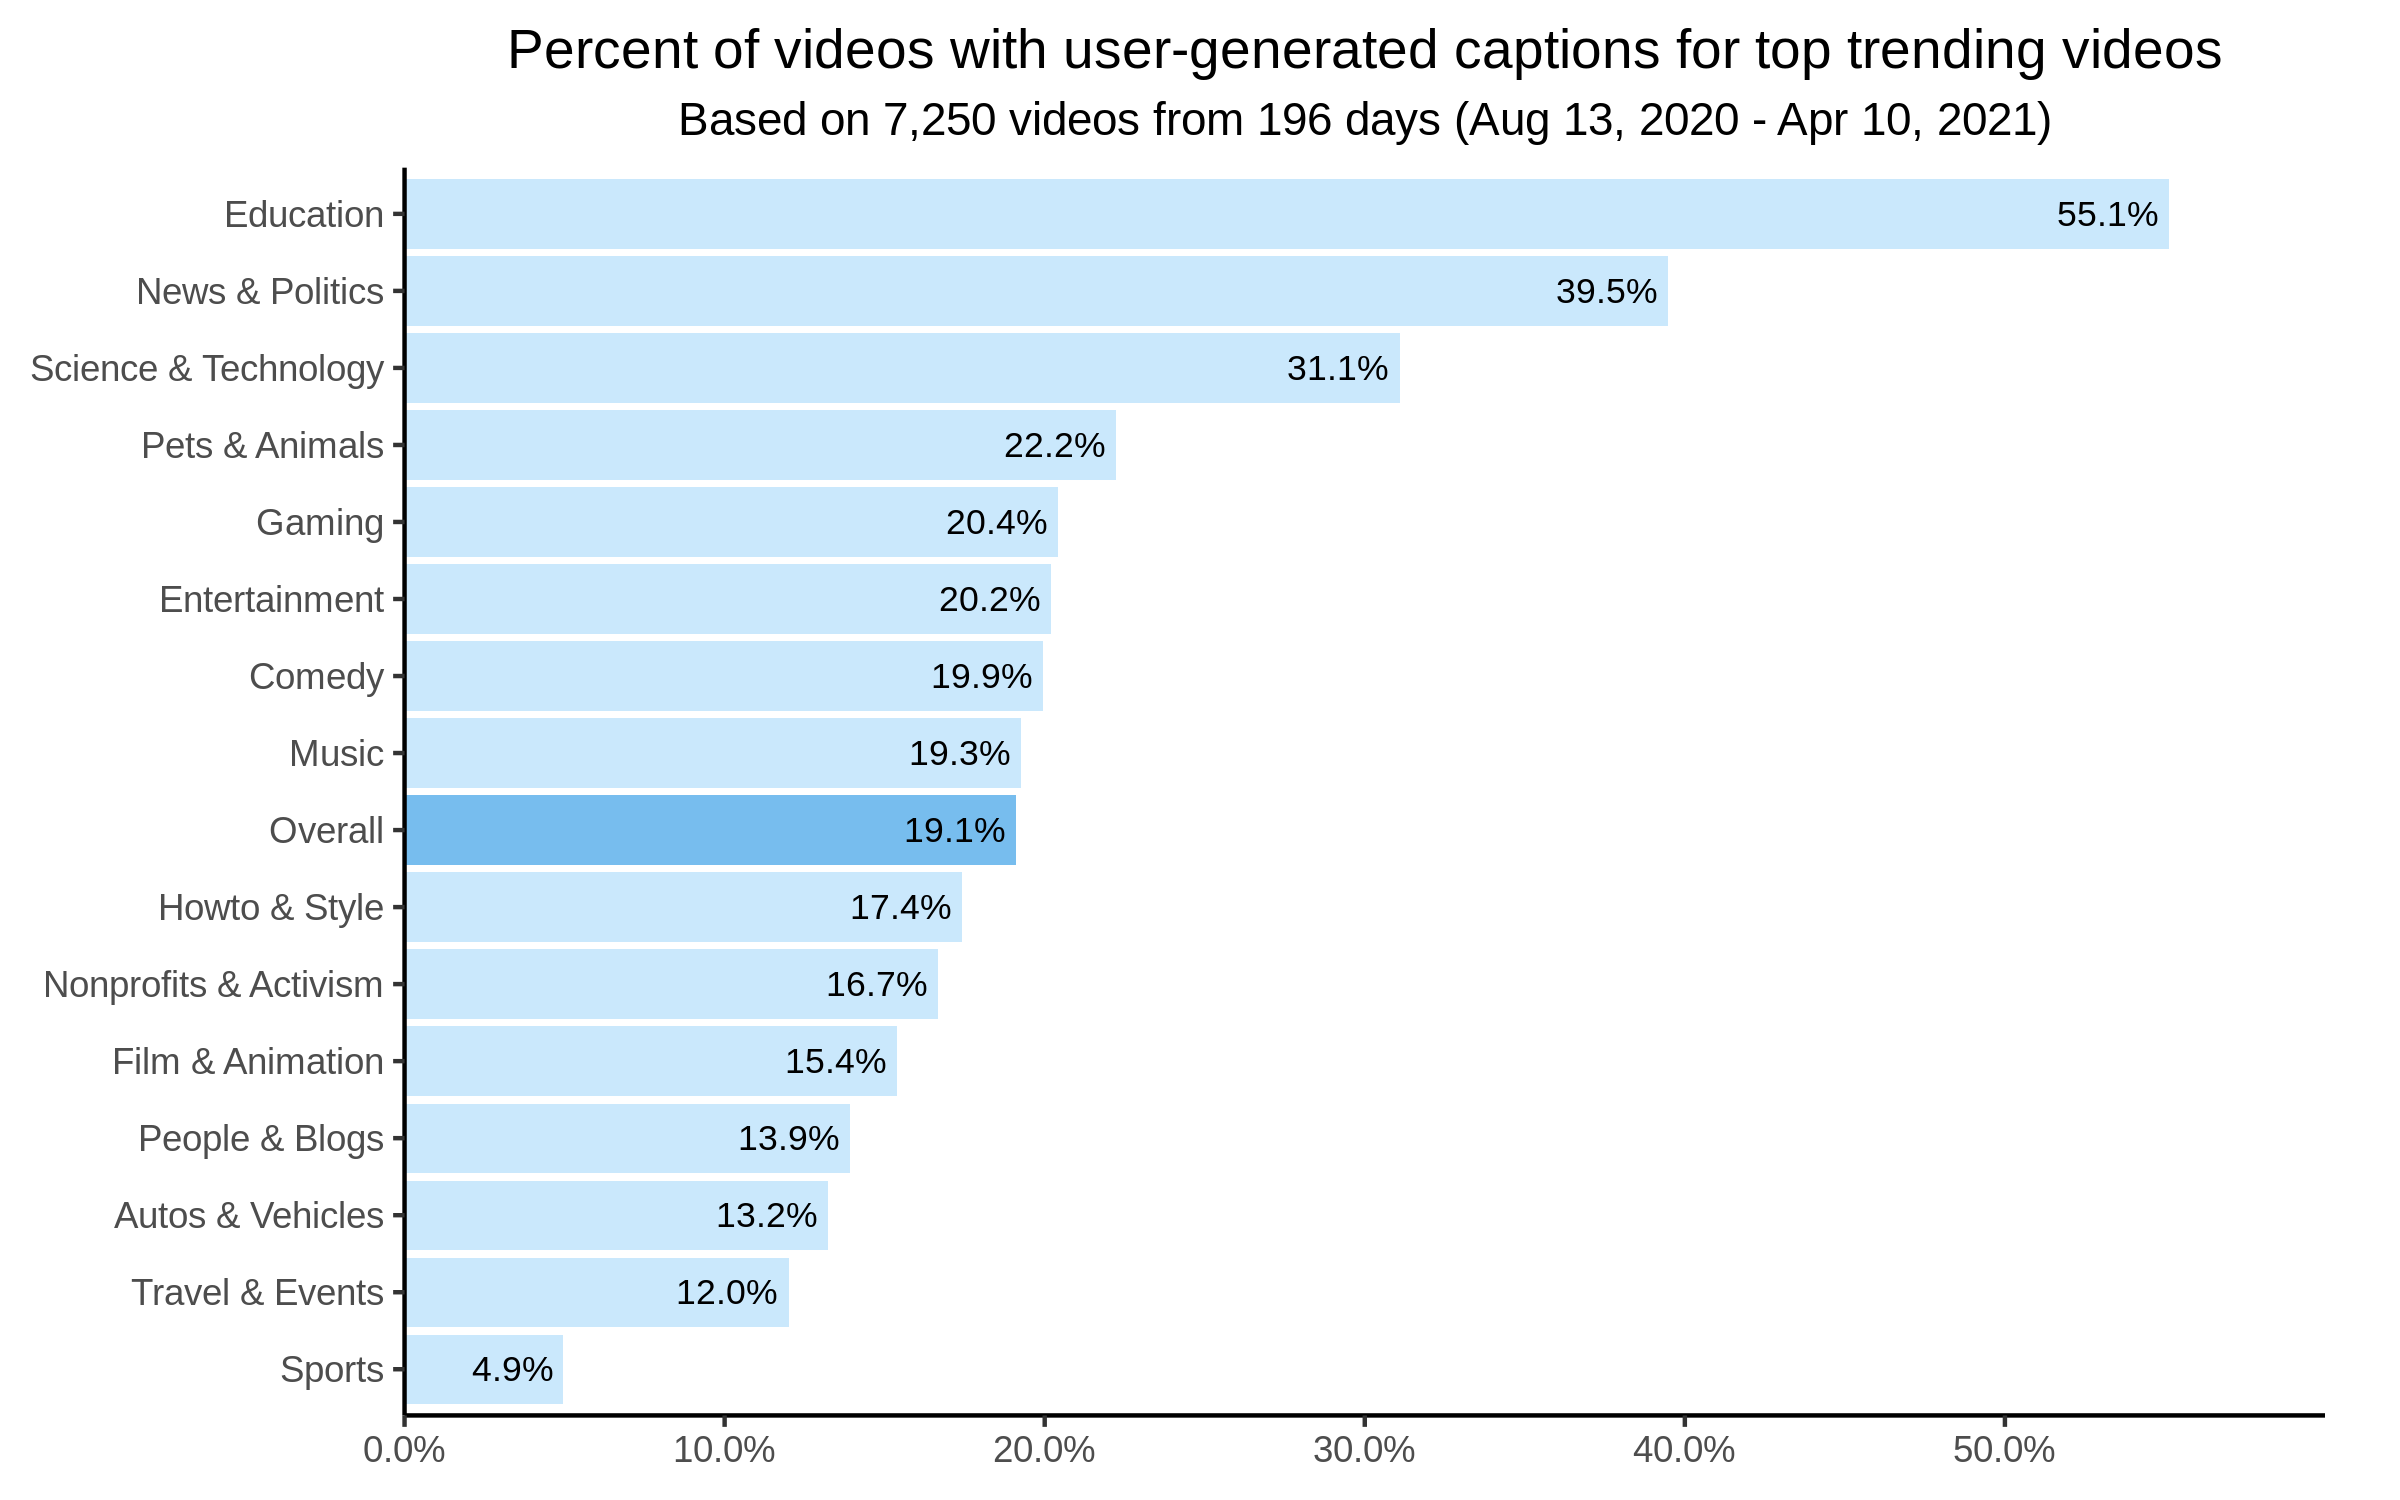 Percent of videos with user-generated captions for top trending videos
Based on 7,250 videos from 196 days (Aug 13, 2020 - Apr 10, 2021)
Education 55.1%
News & Politics 39.5%
Science & Technology 31.1%
Pets & Animals 22.2%
Gaming 20.4%
Entertainment 20.2%
Comedy 19.9%
Music 19.3%
Overall 19.1%
Howto & Style 17.4%
Nonprofits & Activism 16.7%
Film & Animation 15.4%
People & Blogs 13.9%
Autos & Vehicles 13.2%
Travel & Events 12.0%
Sports 4.9%
0.0% 10.0% 20.0% 30.0% 40.0% 50.0%